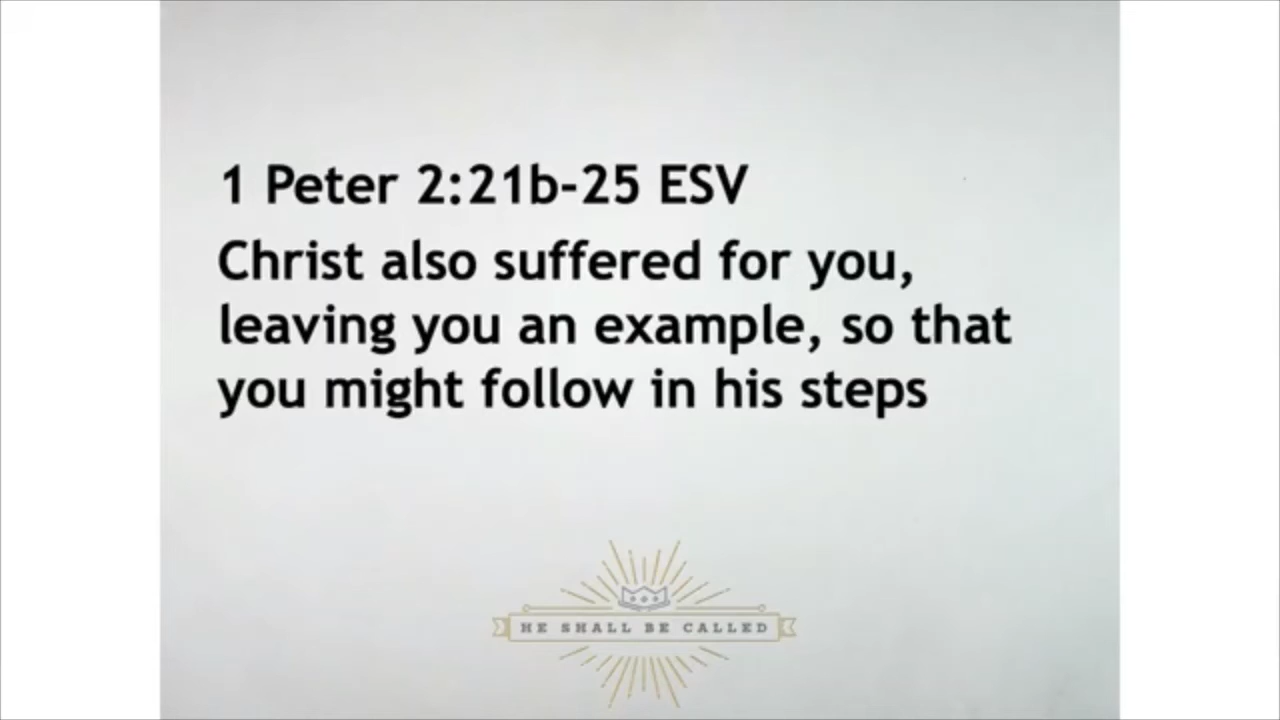 1 Peter 2:21b-25 ESV
Christ also suffered for you,
leaving you an example, so that
you might follow in his steps
HE SHALL BE CALLED